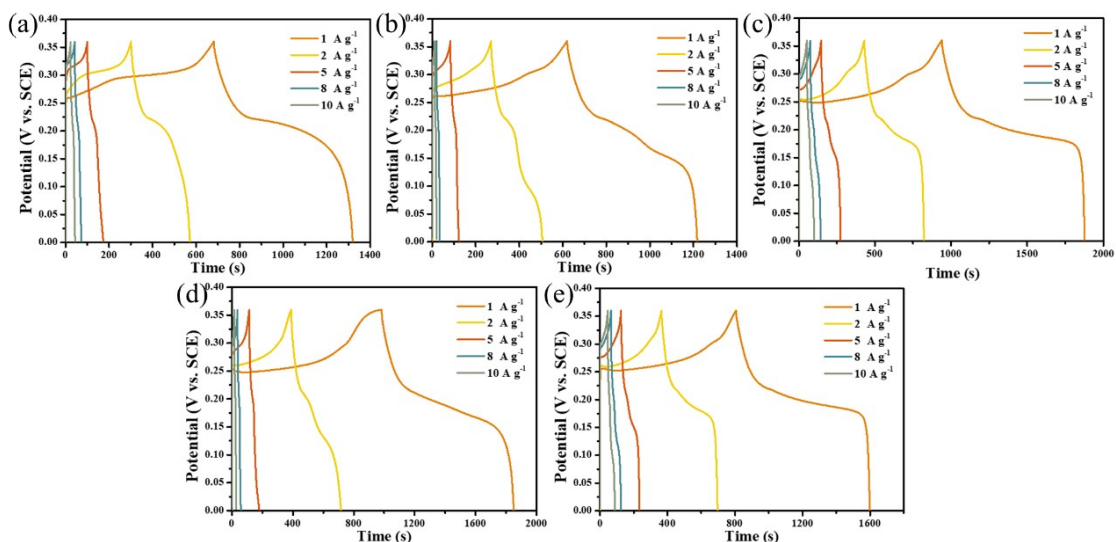 (a)
0.40
0.35
0.30
0.25
0.20
0.15
0.10
0.05
0.00
Potential (V vs. SCE)
1 A g-1
2 A g-1
5 A g-1
8 A g-1
10 A g-1
0 200 400 600 800 1000 1200 1400
Time (s)
(b)
0.40
0.35
0.30
0.25
0.20
0.15
0.10
0.05
0.00
Potential (V vs. SCE)
1 A g-1
2 A g-1
5 A g-1
8 A g-1
10 A g-1
0 200 400 600 800 1000 1200 1400
Time (s)
(c)
0.40
0.35
0.30
0.25
0.20
0.15
0.10
0.05
0.00
Potential (V vs. SCE)
1 A g-1
2 A g-1
5 A g-1
8 A g-1
10 A g-1
0 500 1000 1500 2000
Time (s)
(d)
0.40
0.35
0.30
0.25
0.20
0.15
0.10
0.05
0.00
Potential (V vs. SCE)
1 A g-1
2 A g-1
5 A g-1
8 A g-1
10 A g-1
0 400 800 1200 1600 2000
Time (s)
(e)
0.40
0.35
0.30
0.25
0.20
0.15
0.10
0.05
0.00
Potential (V vs. SCE)
1 A g-1
2 A g-1
5 A g-1
8 A g-1
10 A g-1
0 400 800 1200 1600
Time (s)